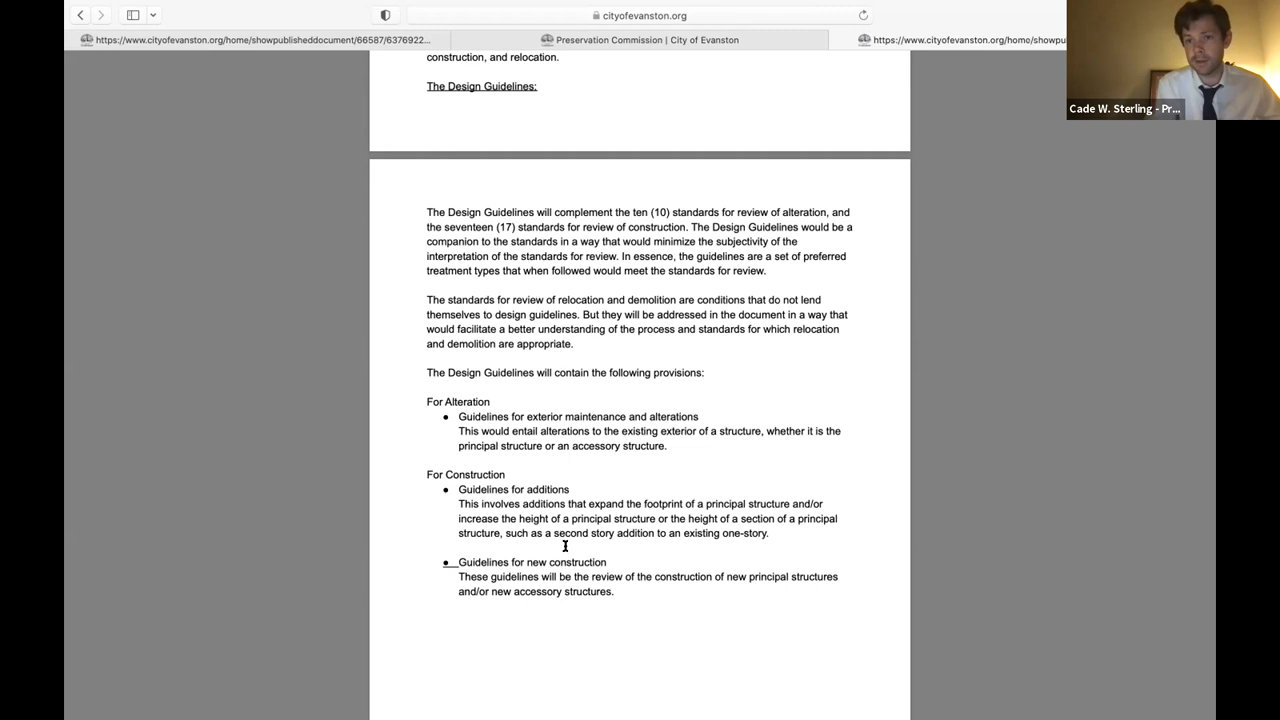 cityofevanston.org
https://www.cityofevanston.org/home/showpublisheddocument/66587/6376922...
Preservation Commission | City of Evanston
https://www.cityofevanston.org/home/showpu
Cade W. Sterling - Pr...
construction, and relocation.
The Design Guidelines:
The Design Guidelines will complement the ten (10) standards for review of alteration, and
the seventeen (17) standards for review of construction. The Design Guidelines would be a
companion to the standards in a way that would minimize the subjectivity of the
interpretation of the standards for review. In essence, the guidelines are a set of preferred
treatment types that when followed would meet the standards for review.
The standards for review of relocation and demolition are conditions that do not lend
themselves to design guidelines. But they will be addressed in the document in a way that
would facilitate a better understanding of the process and standards for which relocation
and demolition are appropriate.
The Design Guidelines will contain the following provisions:
For Alteration
● Guidelines for exterior maintenance and alterations
This would entail alterations to the existing exterior of a structure, whether it is the
principal structure or an accessory structure.
For Construction
● Guidelines for additions
This involves additions that expand the footprint of a principal structure and/or
increase the height of a principal structure or the height of a section of a principal
structure, such as a second story addition to an existing one-story.
● Guidelines for new construction
These guidelines will be the review of the construction of new principal structures
and/or new accessory structures.